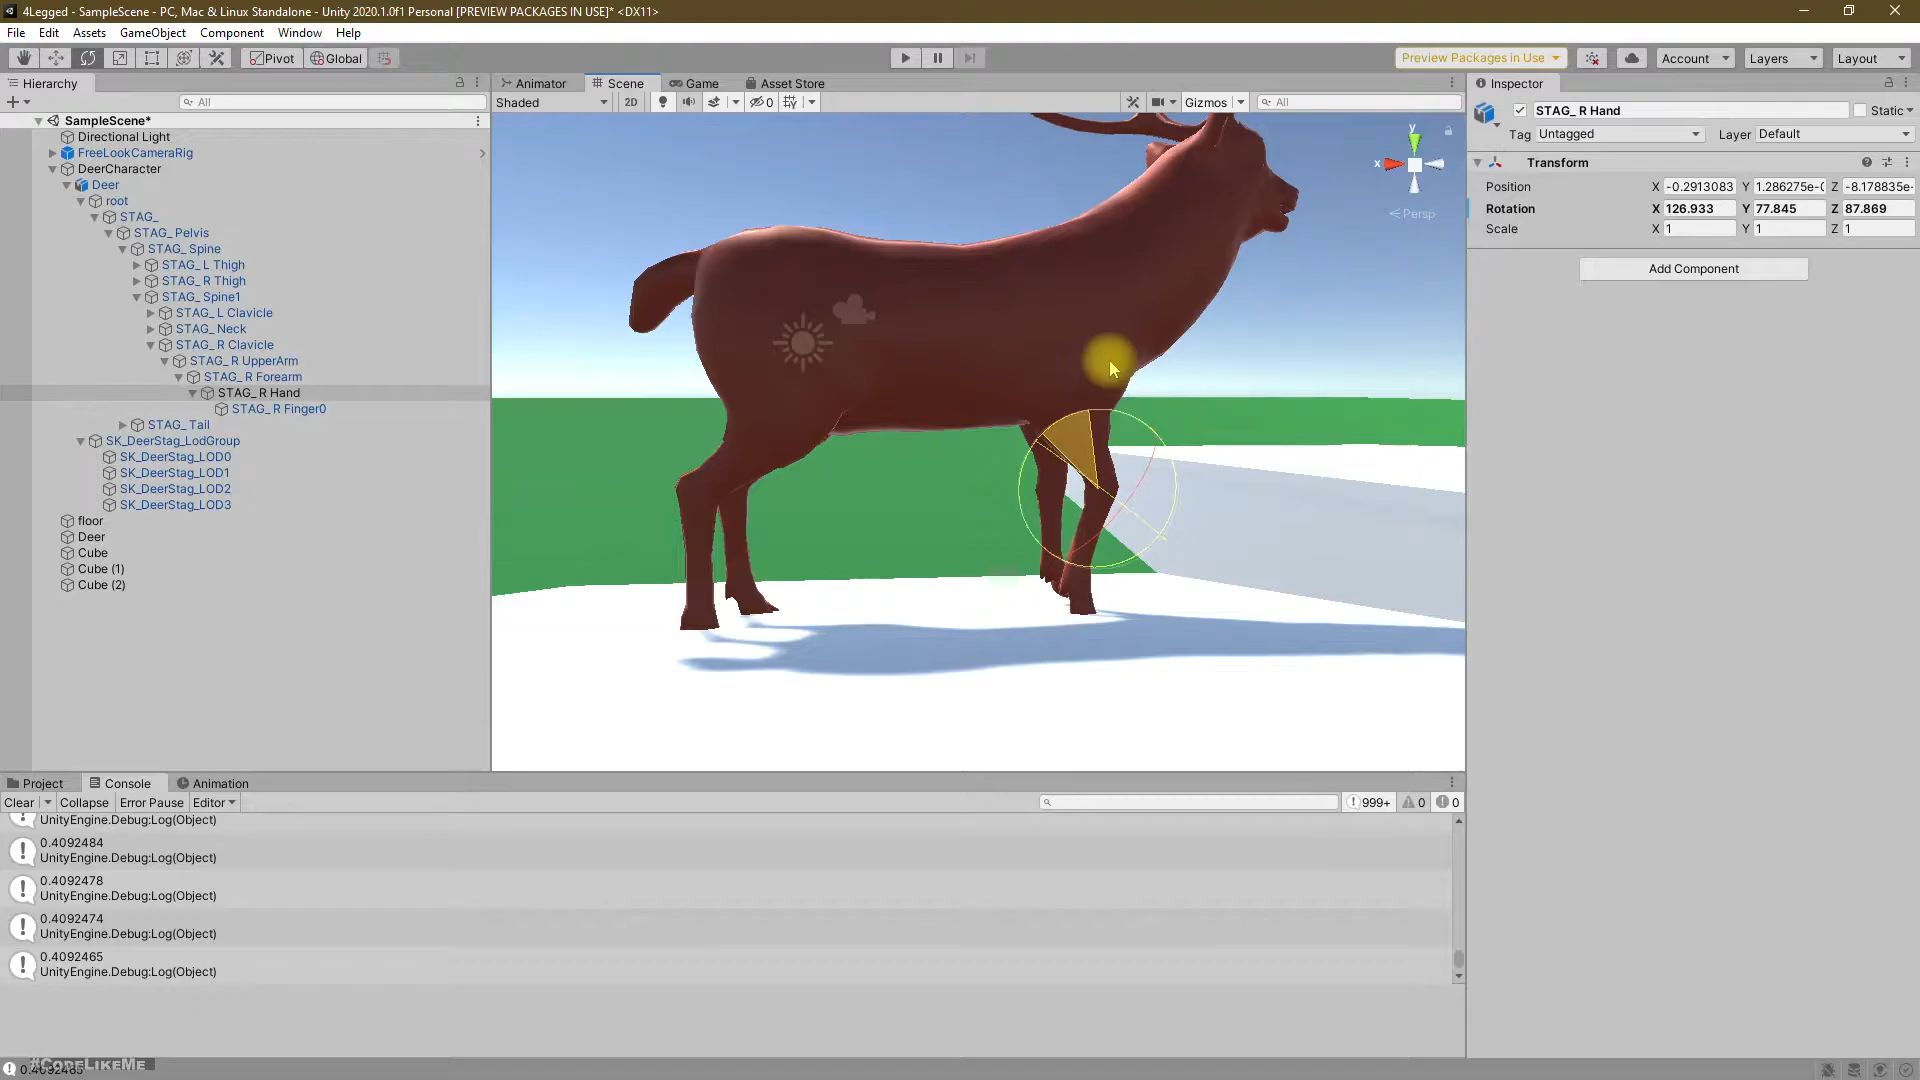 4Legged - SampleScene - PC, Mac & Linux Standalone - Unity 2020.1.0f1 Personal [PREVIEW PACKAGES IN USE]* <DX11>
File Edit Assets GameObject Component Window Help
Pivot Global Preview Packages in Use Account Layers Layout
Hierarchy
Animator Scene Game Asset Store
Inspector
All
Shaded 2D 0 Gizmos All
STAG_ R Hand Static
SampleScene*
Tag Untagged Layer Default
Directional Light
FreeLookCameraRig
DeerCharacter
Deer
root
STAG_
STAG_ Pelvis
STAG_ Spine
STAG_ L Thigh
STAG_ R Thigh
STAG_ Spine1
STAG_ L Clavicle
STAG_ Neck
STAG_ R Clavicle
STAG_ R UpperArm
STAG_ R Forearm
STAG_ R Hand
STAG_ R Finger0
STAG_ Tail
SK_DeerStag_LodGroup
SK_DeerStag_LOD0
SK_DeerStag_LOD1
SK_DeerStag_LOD2
SK_DeerStag_LOD3
floor
Deer
Cube
Cube (1)
Cube (2)
y
x
Persp
Transform
Position X -0.2913083 Y 1.286275e-( Z -8.178835e-
Rotation X 126.933 Y 77.845 Z 87.869
Scale X 1 Y 1 Z 1
Add Component
Project Console Animation
Clear Collapse Error Pause Editor 999+ 0 0
UnityEngine.Debug:Log(Object)
0.4092484
UnityEngine.Debug:Log(Object)
0.4092478
UnityEngine.Debug:Log(Object)
0.4092474
UnityEngine.Debug:Log(Object)
0.4092465
UnityEngine.Debug:Log(Object)
#CodeLikeMe
0.4092465